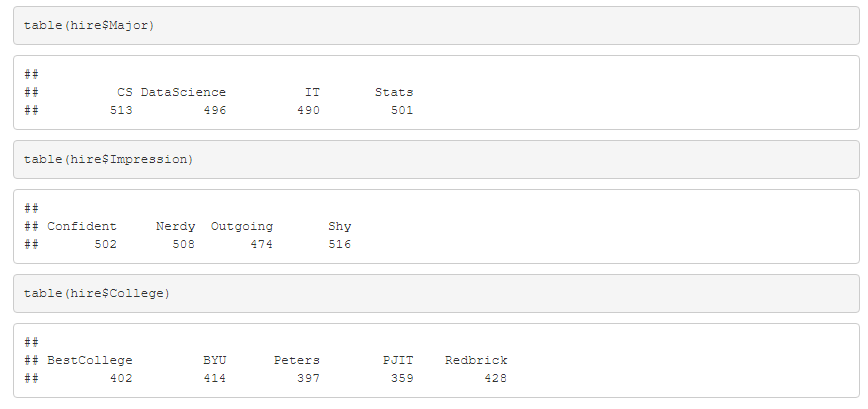 table(hire$Major)
##
##          CS DataScience          IT       Stats
##         513         496         490         501
table(hire$Impression)
##
## Confident     Nerdy  Outgoing       Shy
##       502       508       474       516
table(hire$College)
##
## BestCollege         BYU      Peters        PJIT    Redbrick
##         402         414         397         359         428